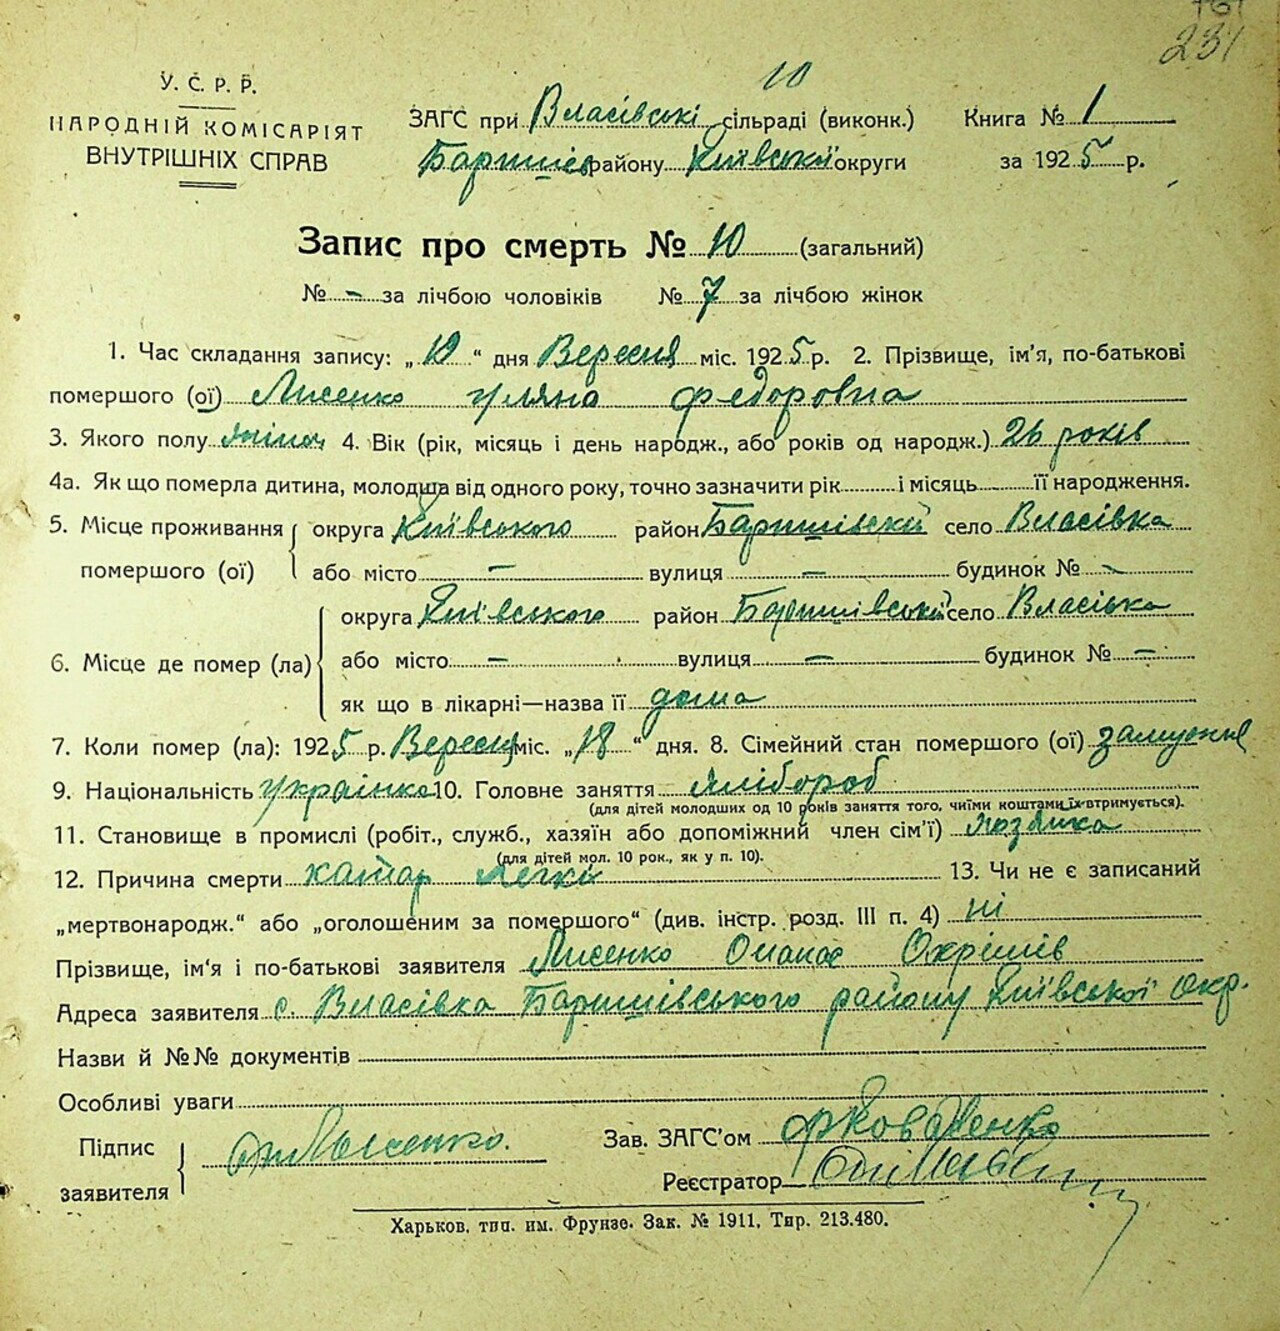 231
10
У. С. Р. Р.
НАРОДНІЙ КОМІСАРІЯТ
ВНУТРІШНІХ СПРАВ
ЗАГС при Власівські сільраді (виконк.)
Баришів району Київської округи
Книга № 1
за 1925 р.
Запис про смерть № 10 (загальний)
№ – за лічбою чоловіків № 7 за лічбою жінок
1. Час складання запису: „19“ дня Вересня міс. 1925 р. 2. Прізвище, ім'я, по-батькові
помершого (ої) Лисенко Уляна Федоровна
3. Якого полу жіноч 4. Вік (рік, місяць і день народж., або років од народж.) 26 років
4а. Як що померла дитина, молодща від одного року, точно зазначити рік і місяць її народження.
5. Місце проживання помершого (ої) округа Київського район Баришівский село Власівка
або місто – вулиця – будинок № –
6. Місце де помер (ла) округа Київського район Баришівський село Власівка
або місто – вулиця – будинок № –
як що в лікарні—назва її дома
7. Коли помер (ла): 1925 р. Вересня міс. „18“ дня. 8. Сімейний стан помершого (ої) замужня
9. Національність Українка 10. Головне заняття хлібороб
(для дітей молодших од 10 років заняття того, чиїми коштами їх втримується).
11. Становище в промислі (робіт., служб., хазяїн або допоміжний член сім'ї) хозяйка
(для дітей мол. 10 рок., як у п. 10).
12. Причина смерти катар легкий 13. Чи не є записаний
„мертвонародж.“ або „оголошеним за помершого“ (див. інстр. розд. III п. 4) ні
Прізвище, ім'я і по-батькові заявителя Лисенко Опанас Охрімів
Адреса заявителя с. Власівка Баришівського району Київської Окр.
Назви й №№ документів
Особливі уваги
Підпис заявителя Лысенко.
Зав. ЗАГС'ом Коваленко
Реєстратор
Харьков, тип. им. Фрунзе. Зак. № 1911. Тир. 213.480.